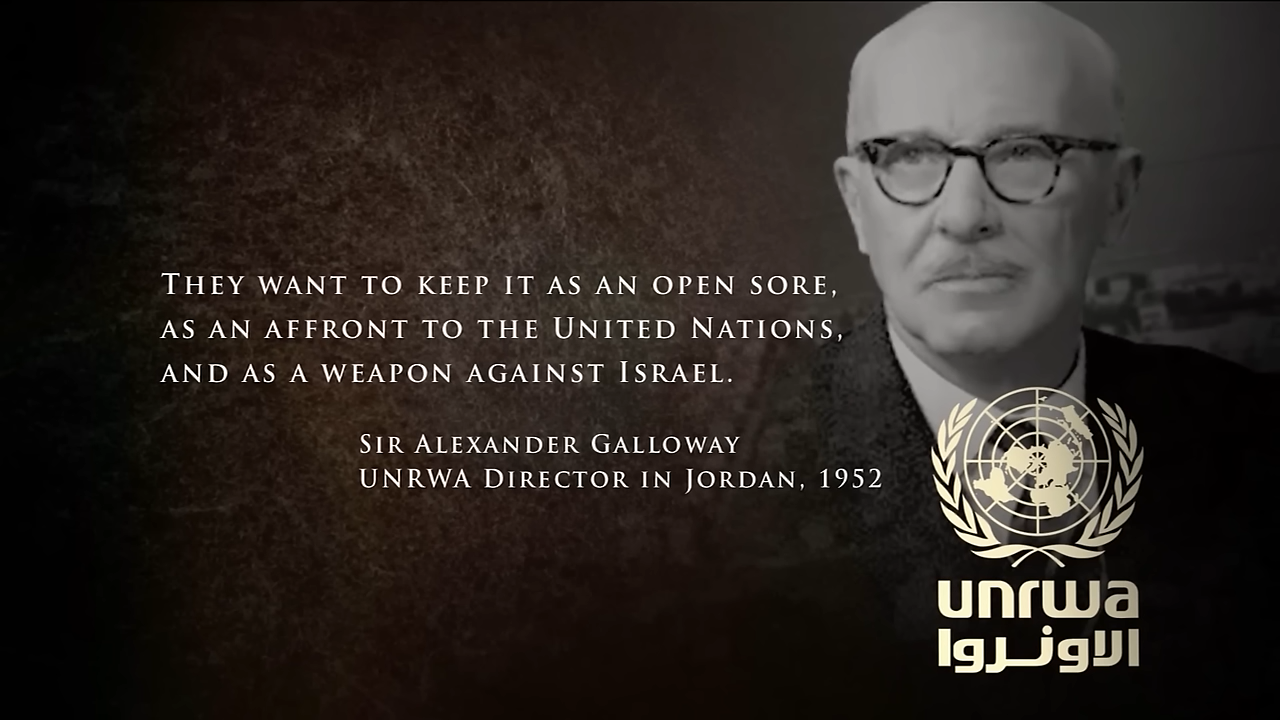 They want to keep it as an open sore,
as an affront to the United Nations,
and as a weapon against Israel.
Sir Alexander Galloway
UNRWA Director in Jordan, 1952
unrwa
الاونروا